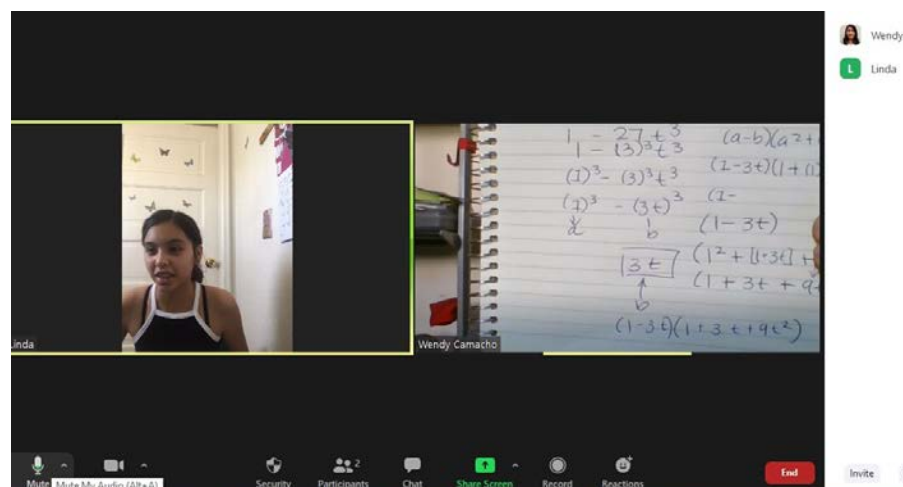 Wendy
L
Linda
1 - 27t³
(a-b)(a²+
1 - (3)³t³
(1-3t)(1+(1)
(1)³ - (3)³t³
(1)³ - (3t)³
(1-
a
b
(1-3t)
3t
(1² + [1·3t] +
(1+3t+9
b
(1-3t)(1+3t+9t²)
Linda
Wendy Camacho
Mute
Mute My Audio (Alt+A)
Security
Participants
2
Chat
Share Screen
Record
Reactions
End
Invite